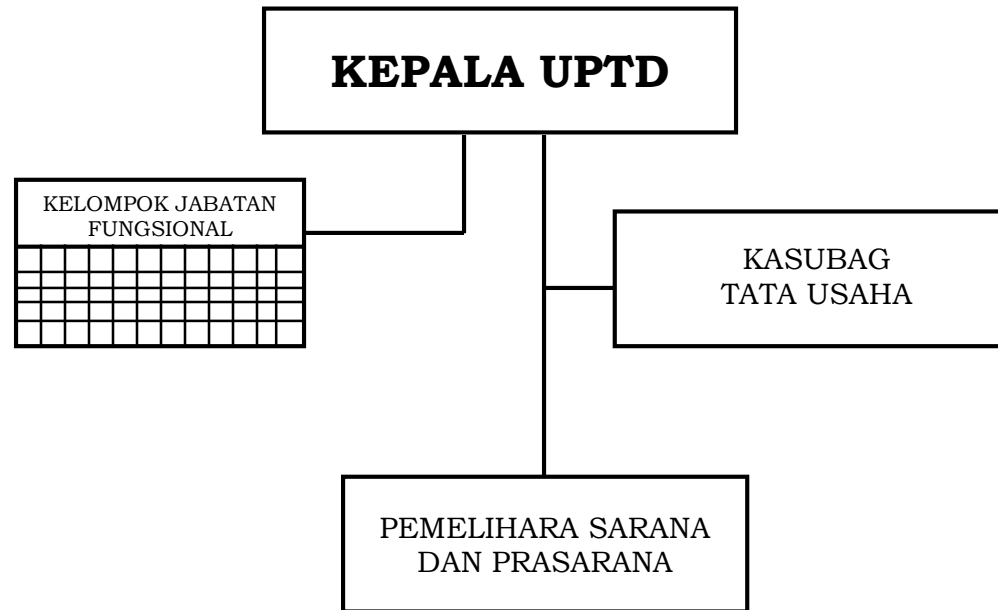 KEPALA UPTD
KELOMPOK JABATAN
FUNGSIONAL
KASUBAG
TATA USAHA
PEMELIHARA SARANA
DAN PRASARANA